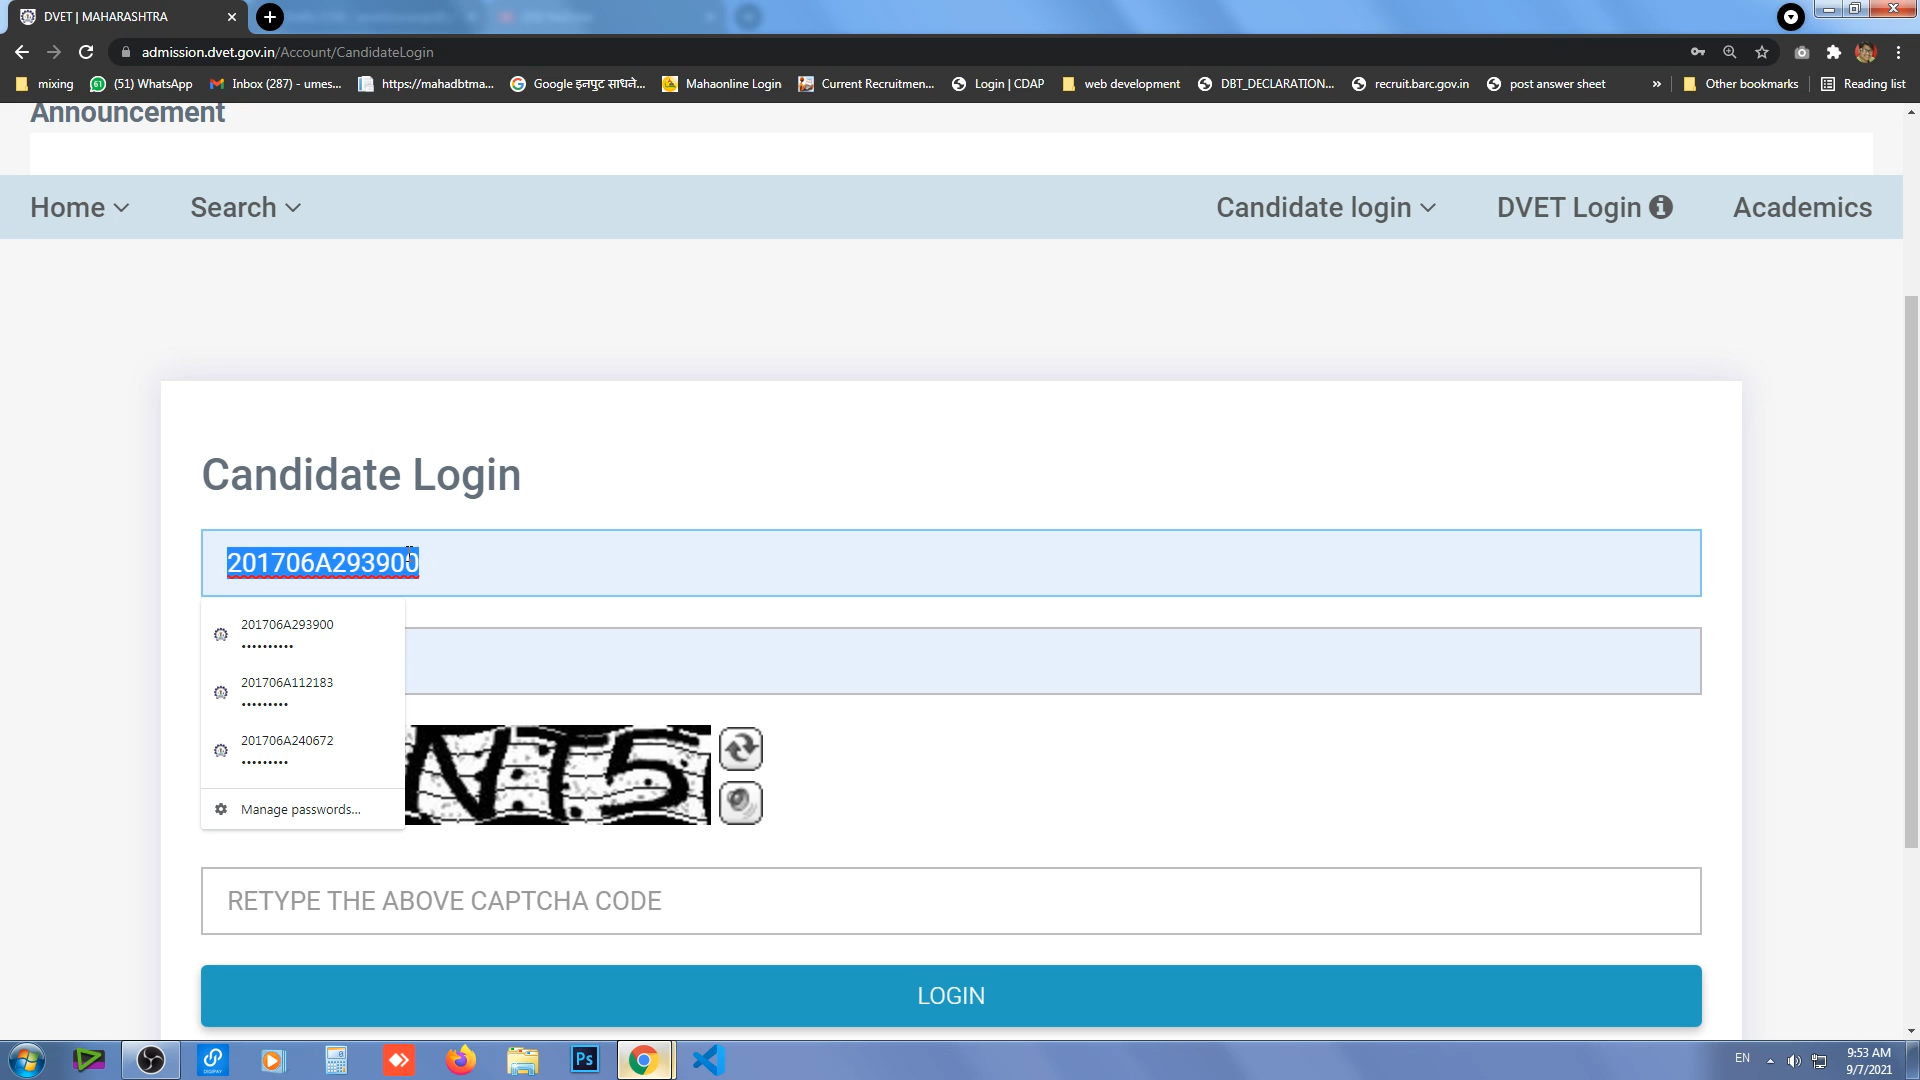 DVET | MAHARASHTRA
admission.dvet.gov.in/Account/CandidateLogin
mixing
(51) WhatsApp
Inbox (287) - umes...
https://mahadbtma...
Google इनपुट साधने...
Mahaonline Login
Current Recruitmen...
Login | CDAP
web development
DBT_DECLARATION...
recruit.barc.gov.in
post answer sheet
»
Other bookmarks
Reading list
Announcement
Home
Search
Candidate login
DVET Login
Academics
Candidate Login
201706A293900
201706A293900
••••••••••
201706A112183
•••••••••
201706A240672
•••••••••
Manage passwords...
NT5
RETYPE THE ABOVE CAPTCHA CODE
LOGIN
DIGIPAY
Ps
EN
9:53 AM
9/7/2021